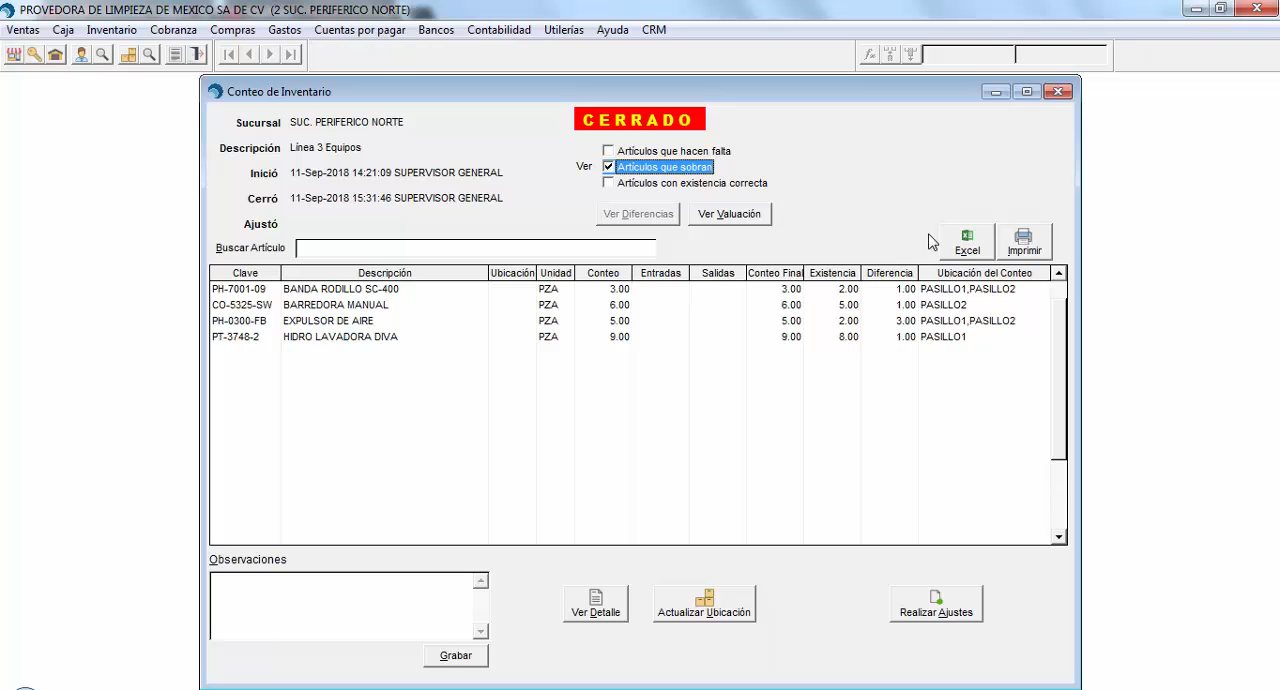 PROVEDORA DE LIMPIEZA DE MEXICO SA DE CV (2 SUC. PERIFERICO NORTE)
Ventas Caja Inventario Cobranza Compras Gastos Cuentas por pagar Bancos Contabilidad Utilerías Ayuda CRM
Conteo de Inventario
Sucursal SUC. PERIFERICO NORTE
CERRADO
Descripción Línea 3 Equipos
Artículos que hacen falta
Ver Artículos que sobran
Inició 11-Sep-2018 14:21:09 SUPERVISOR GENERAL
Artículos con existencia correcta
Cerró 11-Sep-2018 15:31:46 SUPERVISOR GENERAL
Ver Diferencias Ver Valuación
Ajustó
Buscar Artículo
Excel Imprimir
Clave Descripción Ubicación Unidad Conteo Entradas Salidas Conteo Final Existencia Diferencia Ubicación del Conteo
PH-7001-09 BANDA RODILLO SC-400 PZA 3.00 3.00 2.00 1.00 PASILLO1,PASILLO2
CO-5325-SW BARREDORA MANUAL PZA 6.00 6.00 5.00 1.00 PASILLO2
PH-0300-FB EXPULSOR DE AIRE PZA 5.00 5.00 2.00 3.00 PASILLO1,PASILLO2
PT-3748-2 HIDRO LAVADORA DIVA PZA 9.00 9.00 8.00 1.00 PASILLO1
Observaciones
Ver Detalle Actualizar Ubicación Realizar Ajustes
Grabar